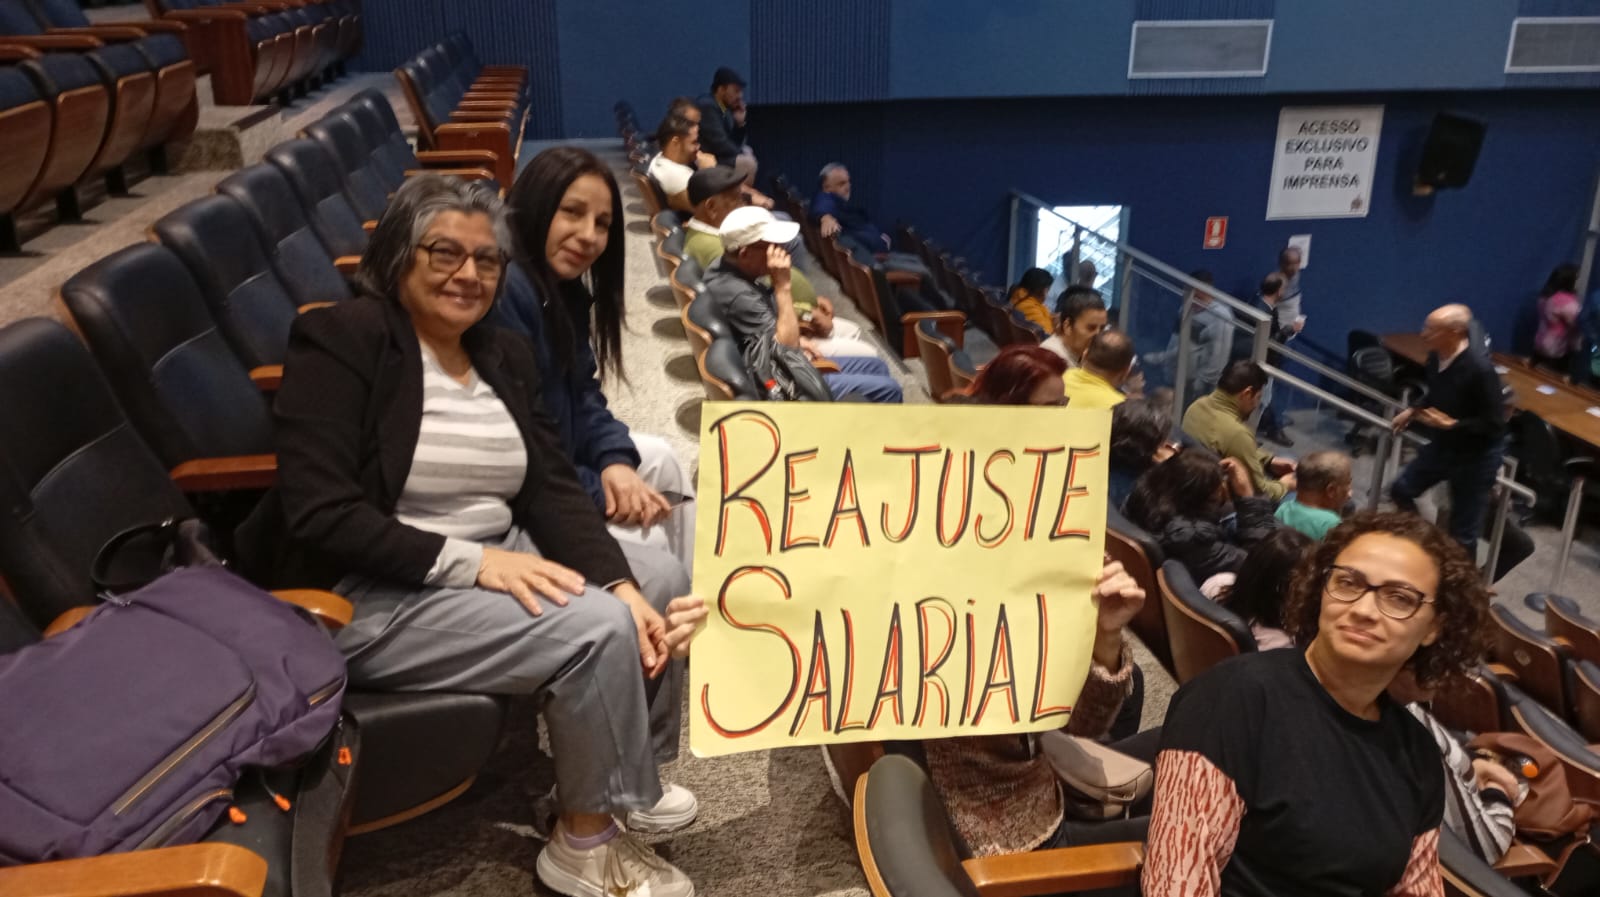 ACESSO
EXCLUSIVO
PARA
IMPRENSA
REAJUSTE
SALARIAL